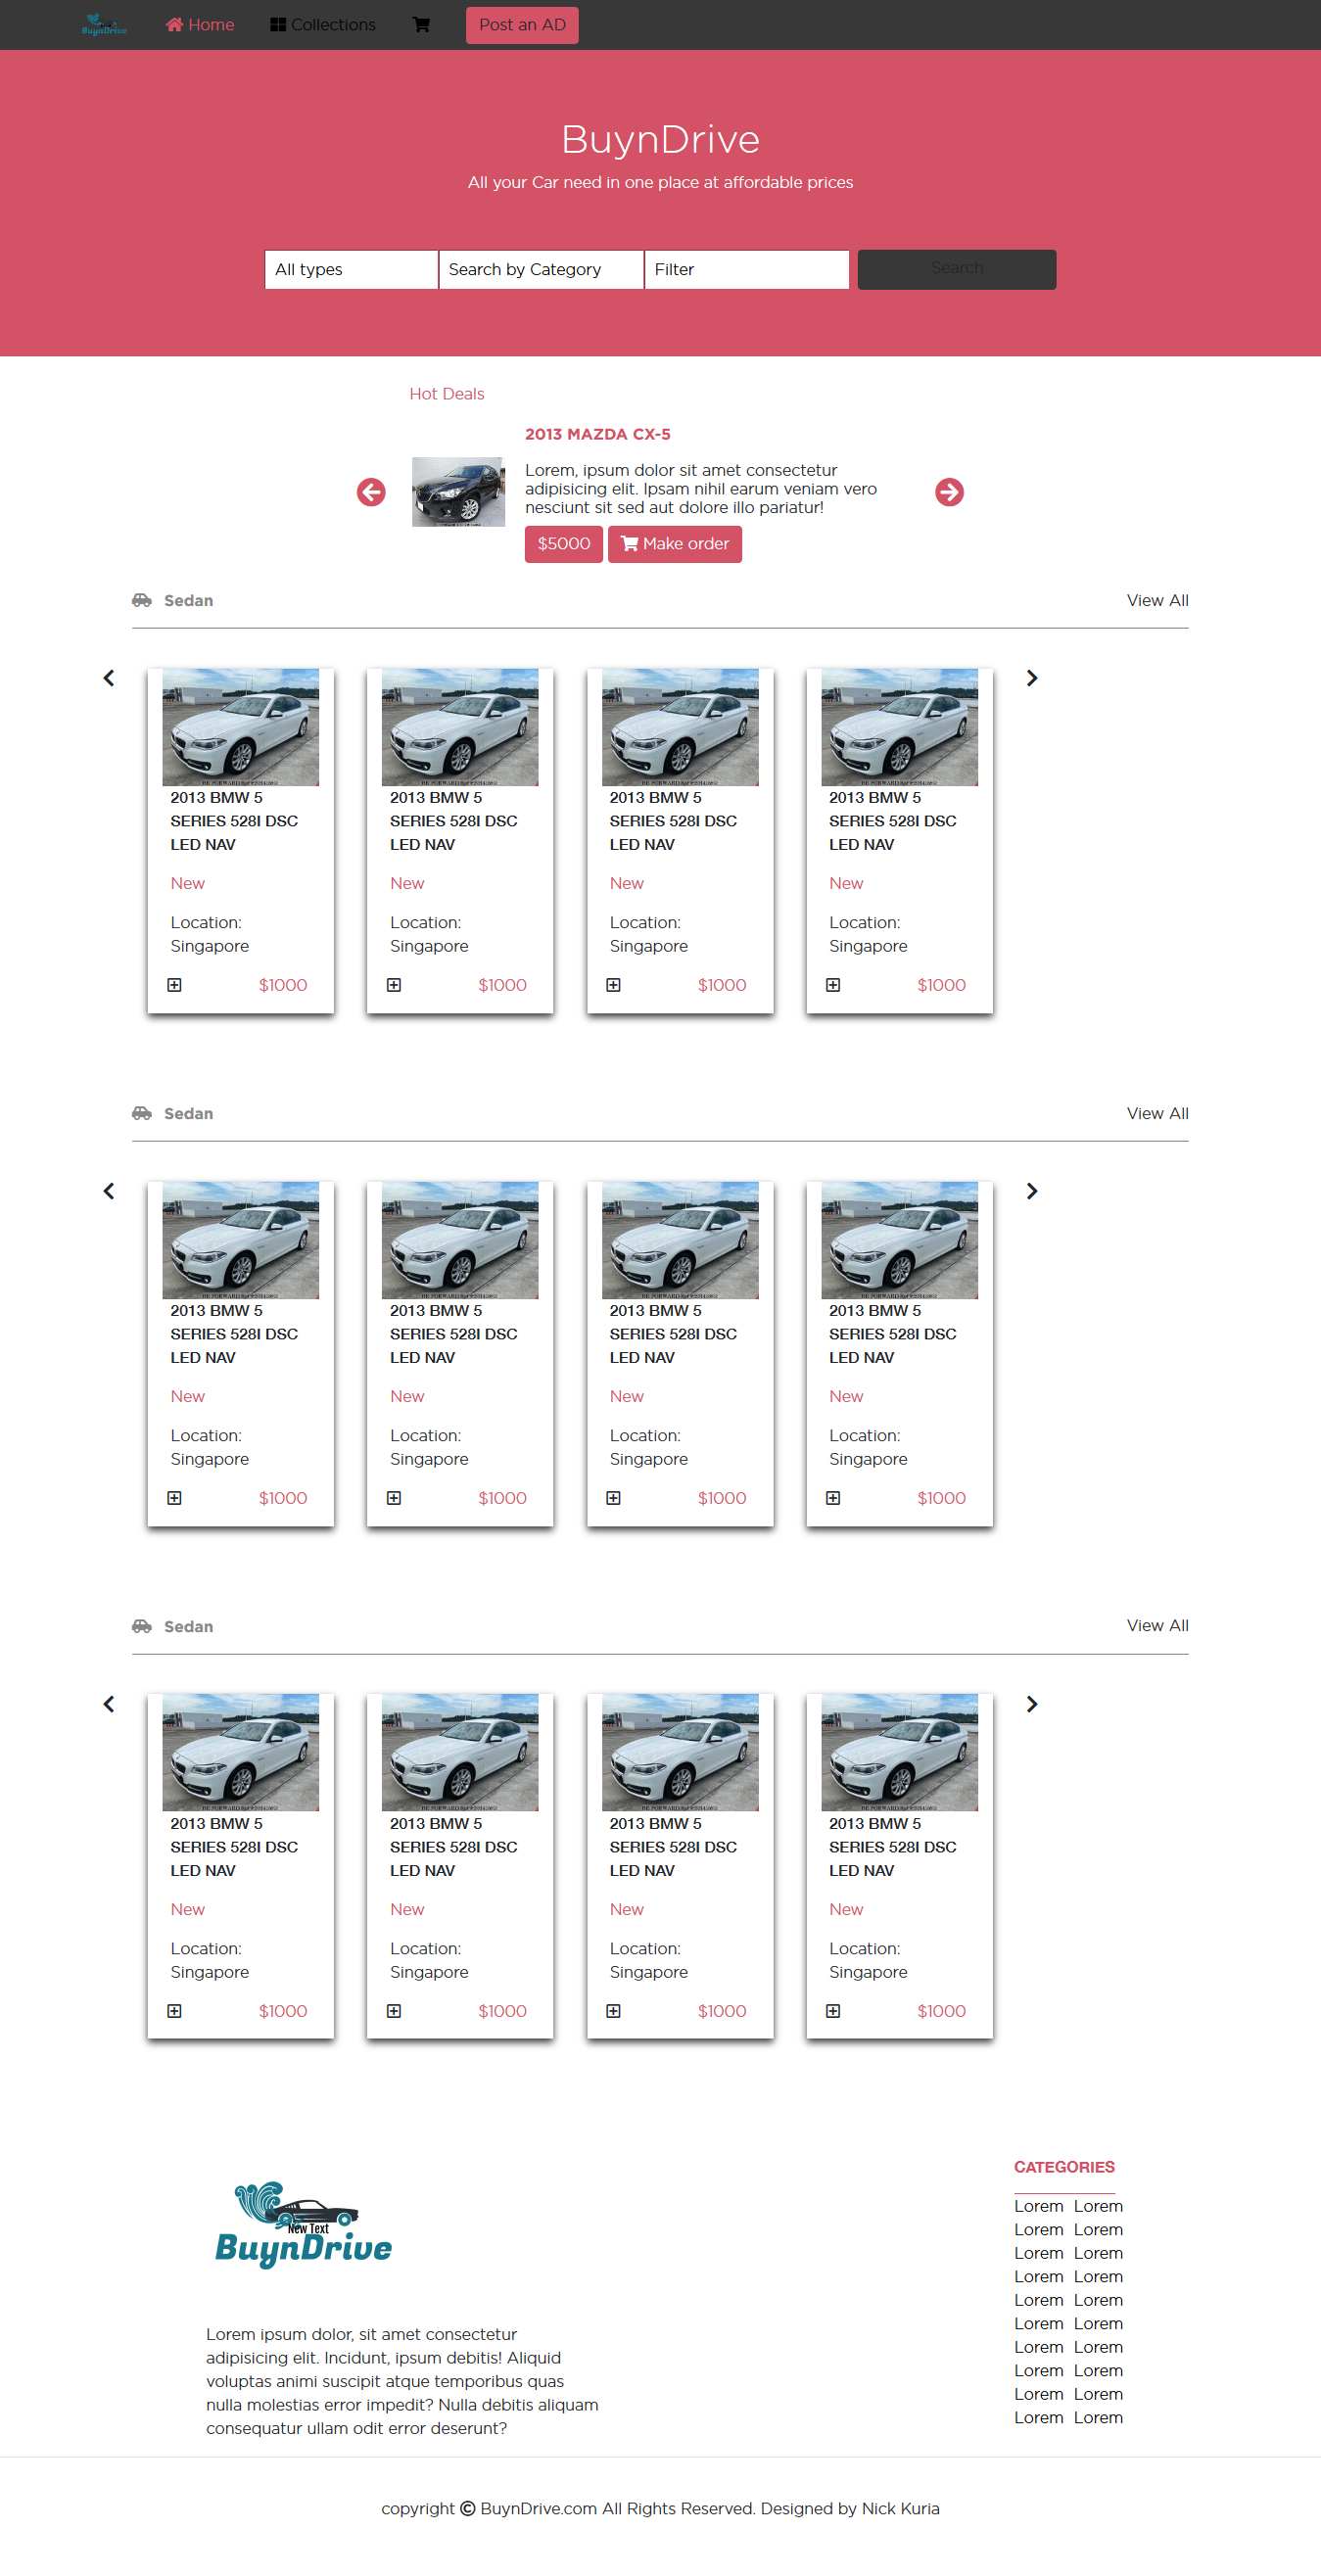 BuynDrive
Home
Collections
Post an AD
BuynDrive
All your Car need in one place at affordable prices
All types
Search by Category
Filter
Search
Hot Deals
2013 MAZDA CX-5
Lorem, ipsum dolor sit amet consectetur
adipisicing elit. Ipsam nihil earum veniam vero
nesciunt sit sed aut dolore illo pariatur!
$5000
Make order
Sedan
View All
2013 BMW 5
SERIES 528I DSC
LED NAV
New
Location:
Singapore
$1000
2013 BMW 5
SERIES 528I DSC
LED NAV
New
Location:
Singapore
$1000
2013 BMW 5
SERIES 528I DSC
LED NAV
New
Location:
Singapore
$1000
2013 BMW 5
SERIES 528I DSC
LED NAV
New
Location:
Singapore
$1000
Sedan
View All
2013 BMW 5
SERIES 528I DSC
LED NAV
New
Location:
Singapore
$1000
2013 BMW 5
SERIES 528I DSC
LED NAV
New
Location:
Singapore
$1000
2013 BMW 5
SERIES 528I DSC
LED NAV
New
Location:
Singapore
$1000
2013 BMW 5
SERIES 528I DSC
LED NAV
New
Location:
Singapore
$1000
Sedan
View All
2013 BMW 5
SERIES 528I DSC
LED NAV
New
Location:
Singapore
$1000
2013 BMW 5
SERIES 528I DSC
LED NAV
New
Location:
Singapore
$1000
2013 BMW 5
SERIES 528I DSC
LED NAV
New
Location:
Singapore
$1000
2013 BMW 5
SERIES 528I DSC
LED NAV
New
Location:
Singapore
$1000
New Text
BuynDrive
Lorem ipsum dolor, sit amet consectetur
adipisicing elit. Incidunt, ipsum debitis! Aliquid
voluptas animi suscipit atque temporibus quas
nulla molestias error impedit? Nulla debitis aliquam
consequatur ullam odit error deserunt?
CATEGORIES
Lorem Lorem
Lorem Lorem
Lorem Lorem
Lorem Lorem
Lorem Lorem
Lorem Lorem
Lorem Lorem
Lorem Lorem
Lorem Lorem
Lorem Lorem
copyright © BuynDrive.com All Rights Reserved. Designed by Nick Kuria